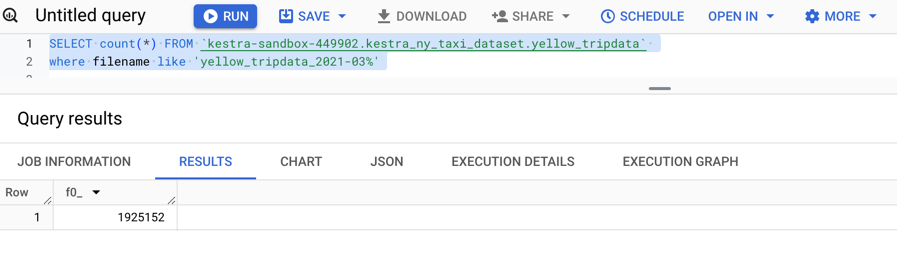 Untitled query RUN SAVE DOWNLOAD SHARE SCHEDULE OPEN IN MORE
1 SELECT count(*) FROM `kestra-sandbox-449902.kestra_ny_taxi_dataset.yellow_tripdata`
2 where filename like 'yellow_tripdata_2021-03%'
Query results
JOB INFORMATION RESULTS CHART JSON EXECUTION DETAILS EXECUTION GRAPH
Row f0_
1 1925152